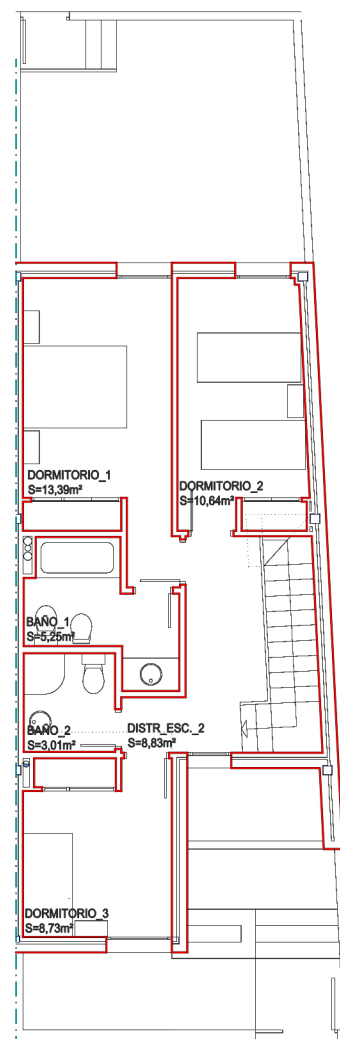 DORMITORIO_1
S=13,39m²
DORMITORIO_2
S=10,64m²
BAÑO_1
S=5,25m²
BAÑO_2
S=3,01m²
DISTR_ESC._2
S=8,83m²
DORMITORIO_3
S=8,73m²